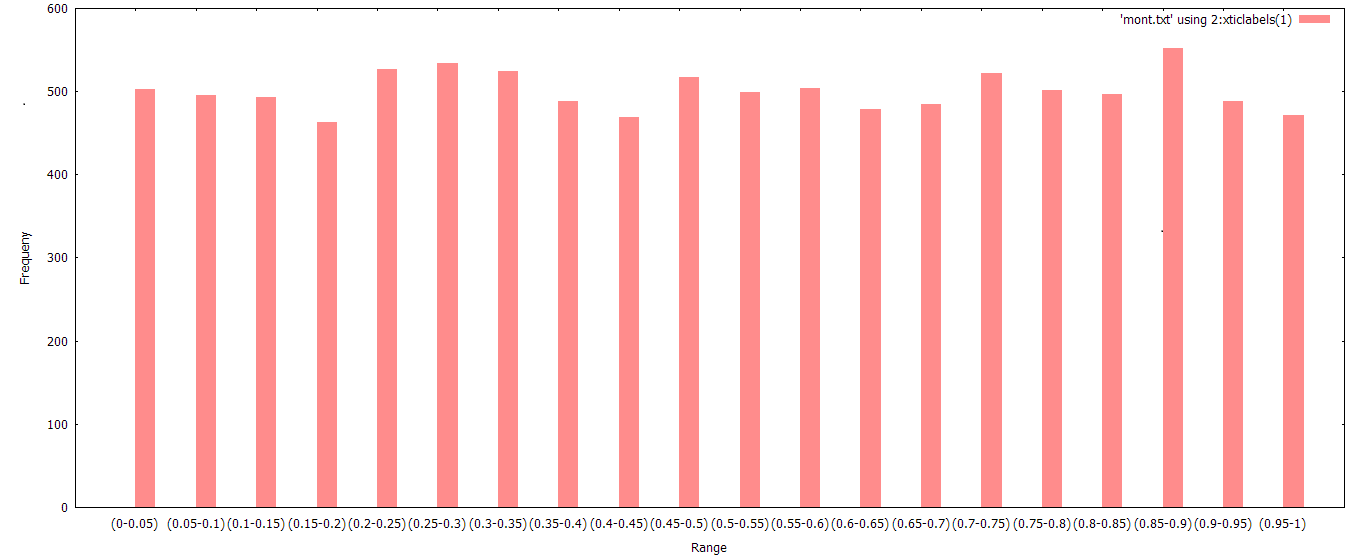 600
'mont.txt' using 2:xticlabels(1)
500
400
300
200
100
0
Frequeny
(0-0.05) (0.05-0.1) (0.1-0.15) (0.15-0.2) (0.2-0.25) (0.25-0.3) (0.3-0.35) (0.35-0.4) (0.4-0.45) (0.45-0.5) (0.5-0.55) (0.55-0.6) (0.6-0.65) (0.65-0.7) (0.7-0.75) (0.75-0.8) (0.8-0.85) (0.85-0.9) (0.9-0.95) (0.95-1)
Range